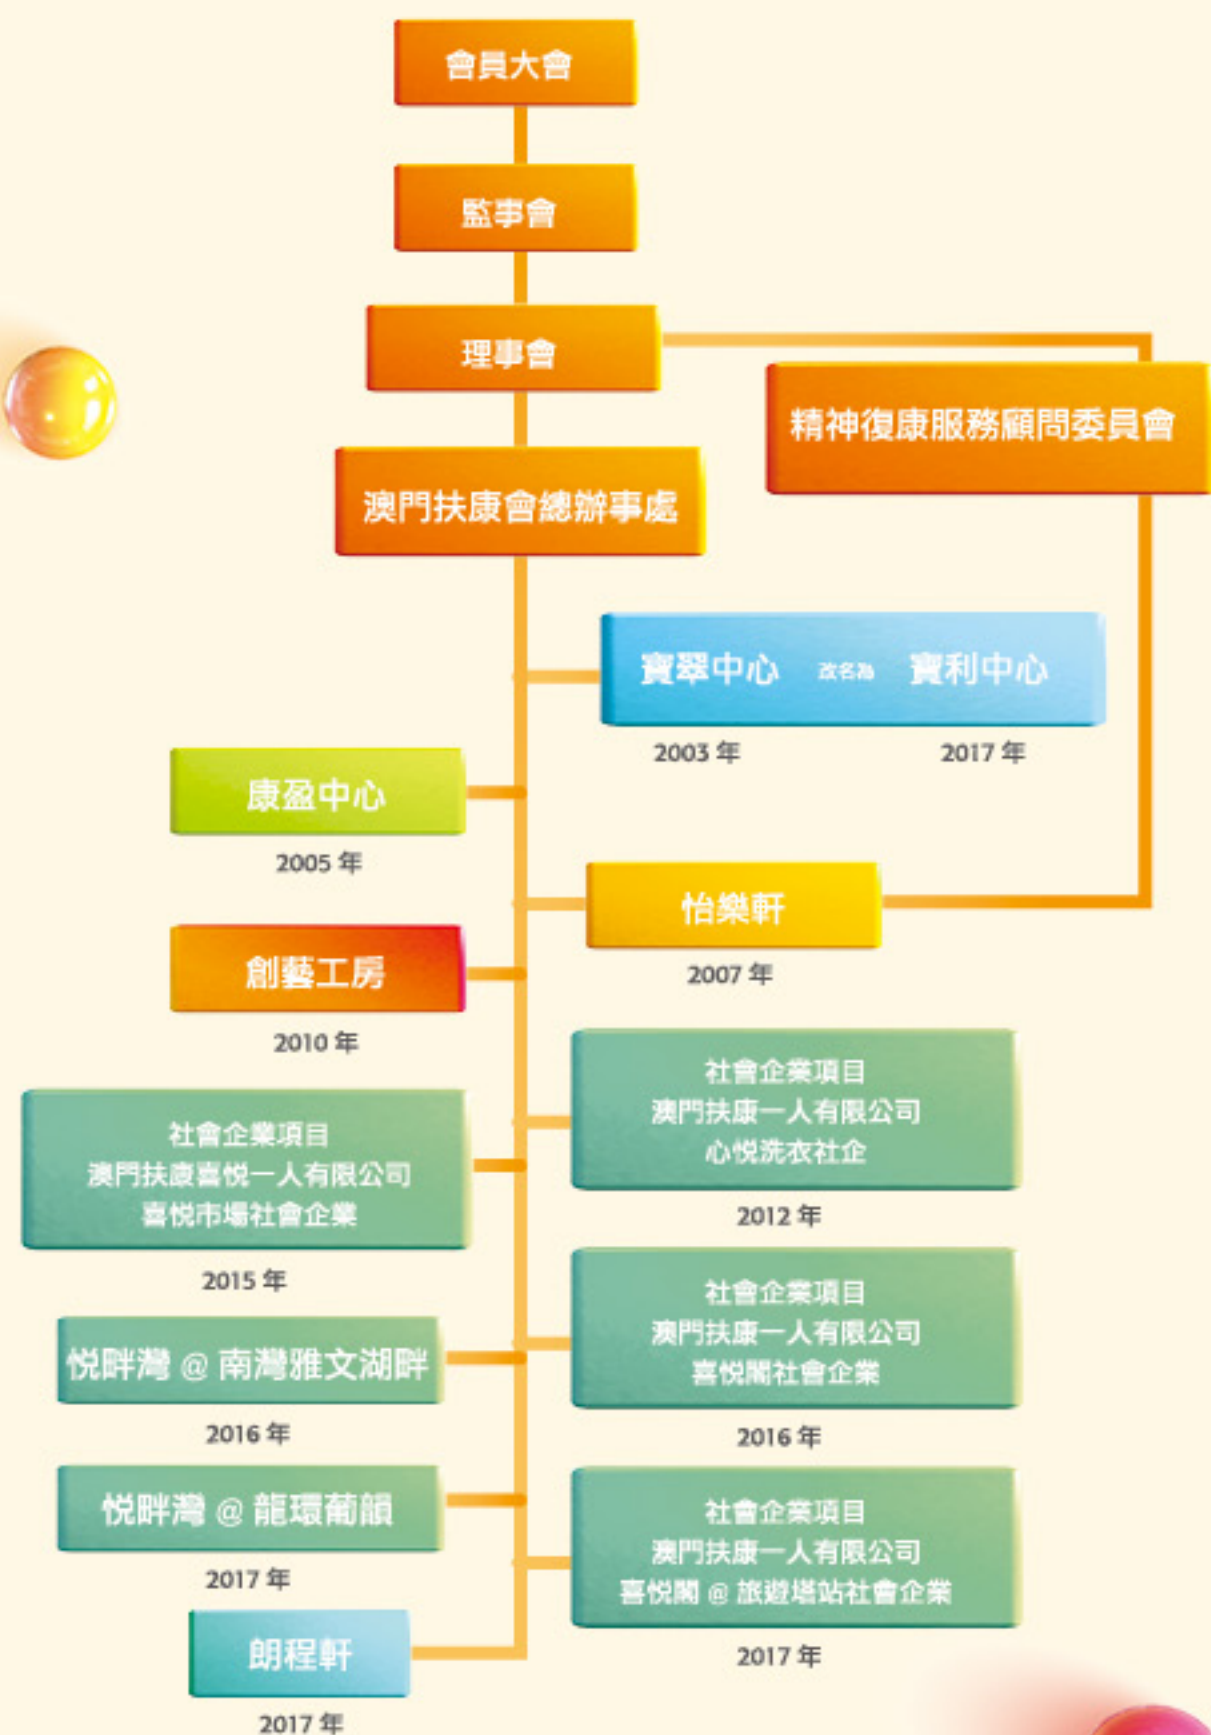 會員大會
監事會
理事會
精神復康服務顧問委員會
澳門扶康會總辦事處
寶翠中心 改名為 寶利中心
2003 年 2017 年
康盈中心
2005 年
怡樂軒
2007 年
創藝工房
2010 年
社會企業項目
澳門扶康一人有限公司
心悦洗衣社企
2012 年
社會企業項目
澳門扶康喜悦一人有限公司
喜悦市場社會企業
2015 年
社會企業項目
澳門扶康一人有限公司
喜悦閣社會企業
2016 年
悦畔灣 @ 南灣雅文湖畔
2016 年
悦畔灣 @ 龍環葡韻
2017 年
社會企業項目
澳門扶康一人有限公司
喜悦閣 @ 旅遊塔站社會企業
2017 年
朗程軒
2017 年